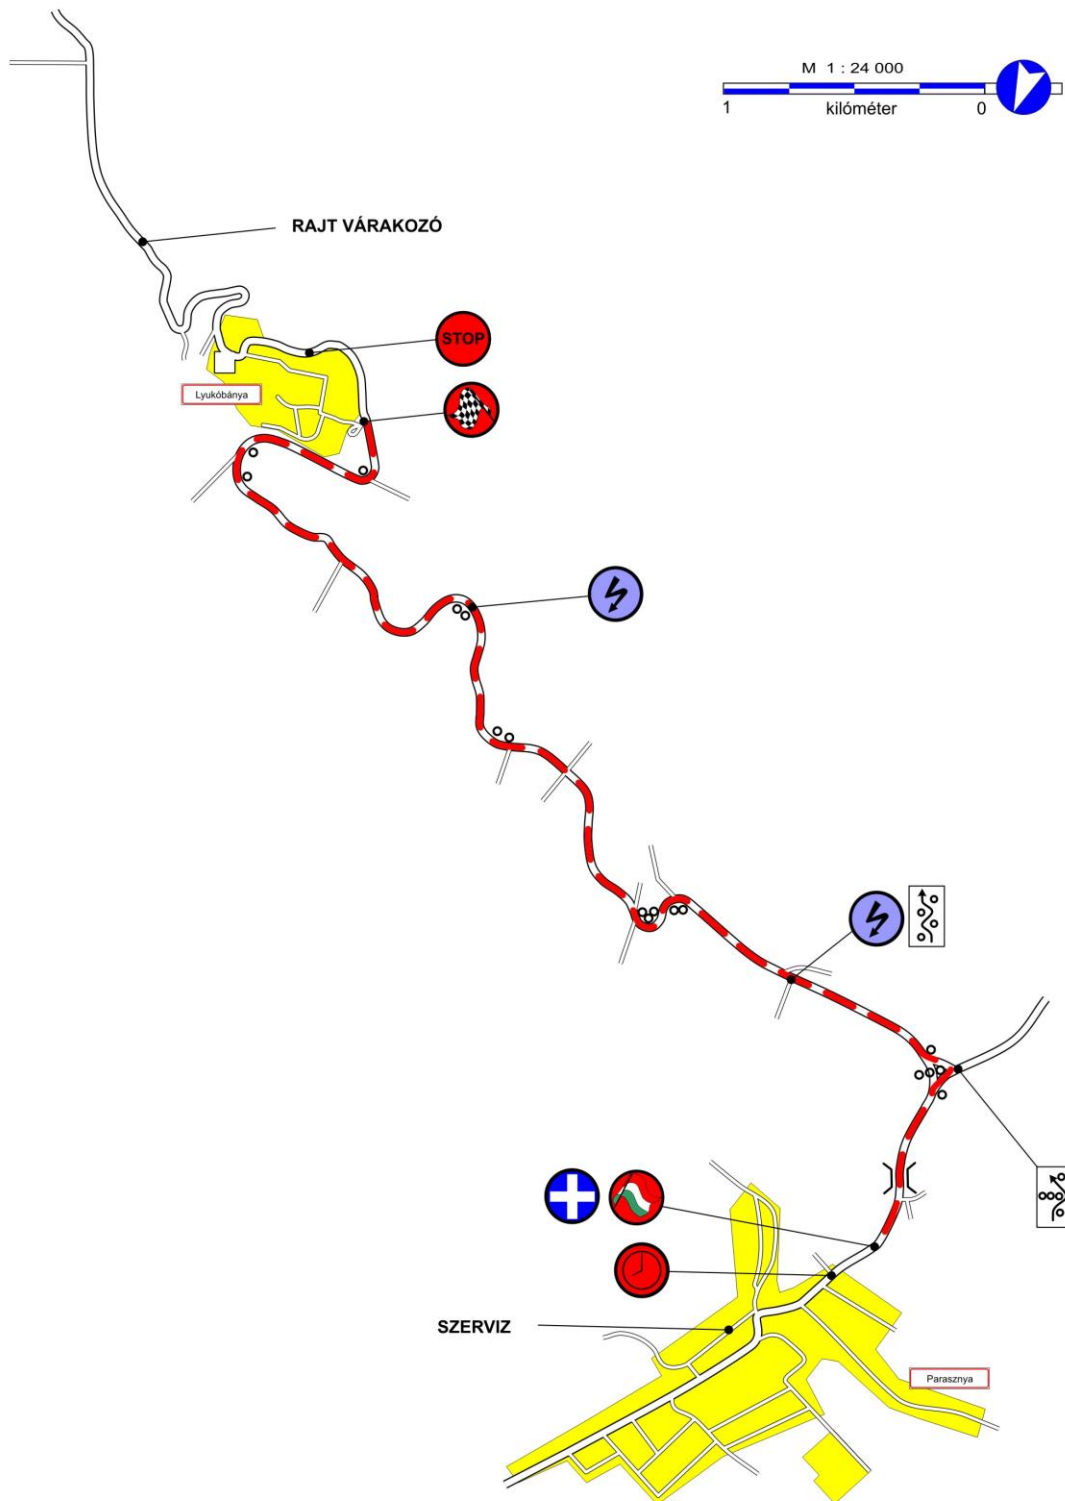 M 1 : 24 000
1 kilóméter 0
RAJT VÁRAKOZÓ
STOP
Lyukóbánya
SZERVIZ
Parasznya